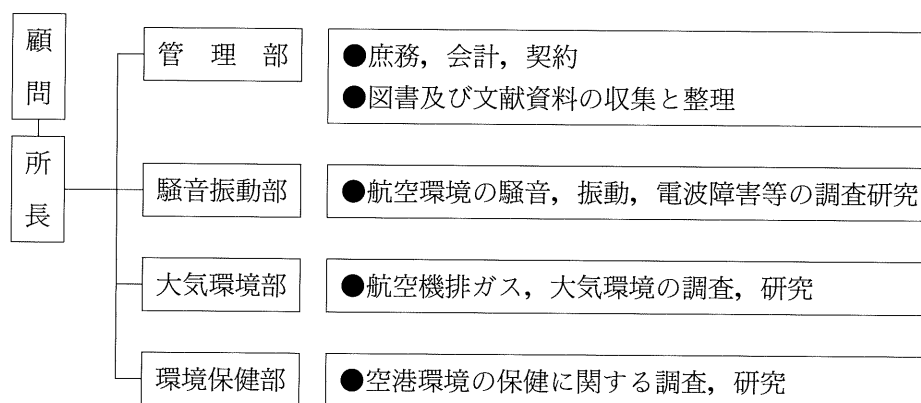 顧問
所長
管理部
●庶務，会計，契約
●図書及び文献資料の収集と整理
騒音振動部
●航空環境の騒音，振動，電波障害等の調査研究
大気環境部
●航空機排ガス，大気環境の調査，研究
環境保健部
●空港環境の保健に関する調査，研究